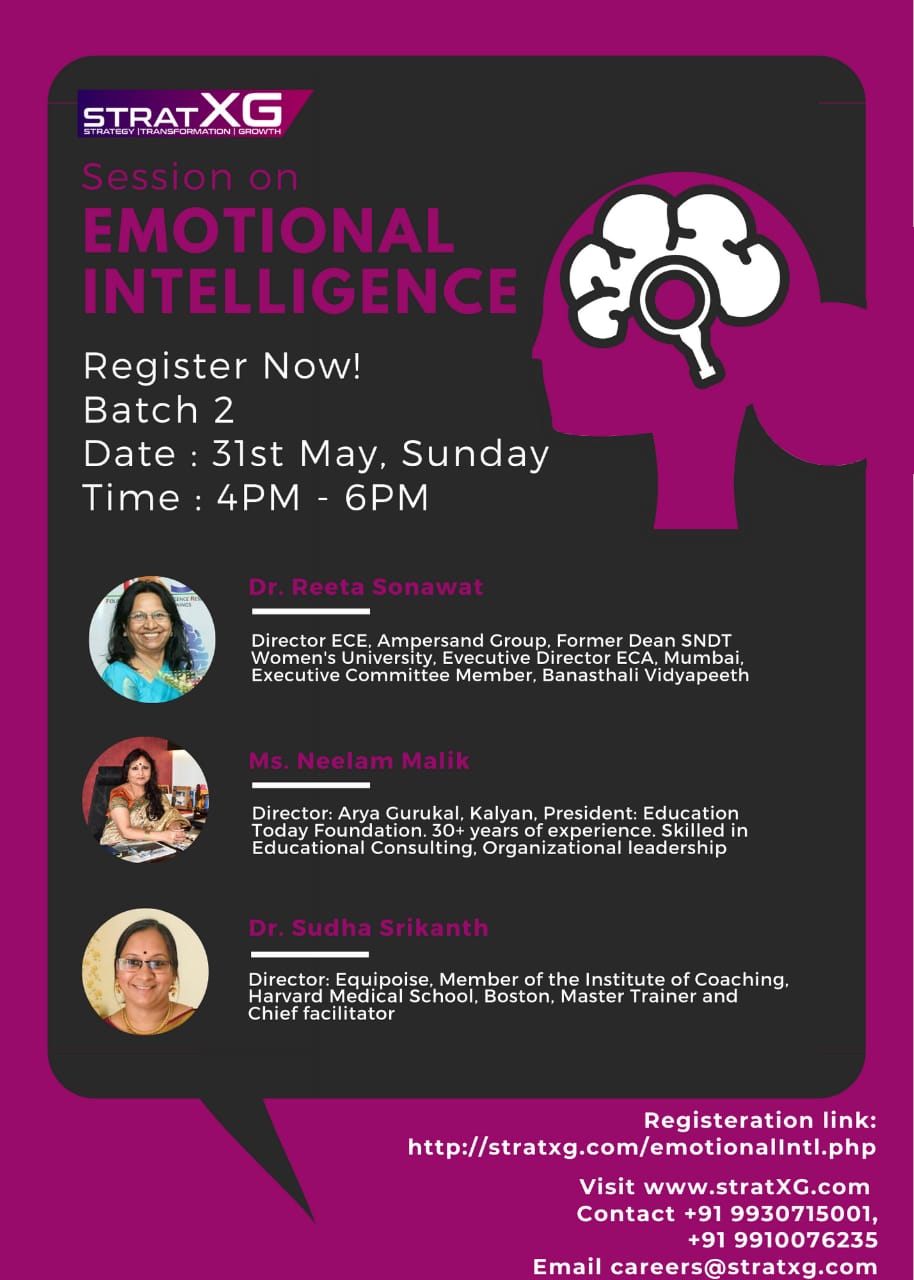 STRATXG
STRATEGY | TRANSFORMATION | GROWTH
Session on
EMOTIONAL
INTELLIGENCE
Register Now!
Batch 2
Date : 31st May, Sunday
Time : 4PM - 6PM
Dr. Reeta Sonawat
Director ECE, Ampersand Group, Former Dean SNDT
Women's University, Evecutive Director ECA, Mumbai,
Executive Committee Member, Banasthali Vidyapeeth
Ms. Neelam Malik
Director: Arya Gurukal, Kalyan, President: Education
Today Foundation. 30+ years of experience. Skilled in
Educational Consulting, Organizational leadership
Dr. Sudha Srikanth
Director: Equipoise, Member of the Institute of Coaching,
Harvard Medical School, Boston, Master Trainer and
Chief facilitator
Registeration link:
http://stratxg.com/emotionalIntl.php
Visit www.stratXG.com
Contact +91 9930715001,
+91 9910076235
Email careers@stratxg.com